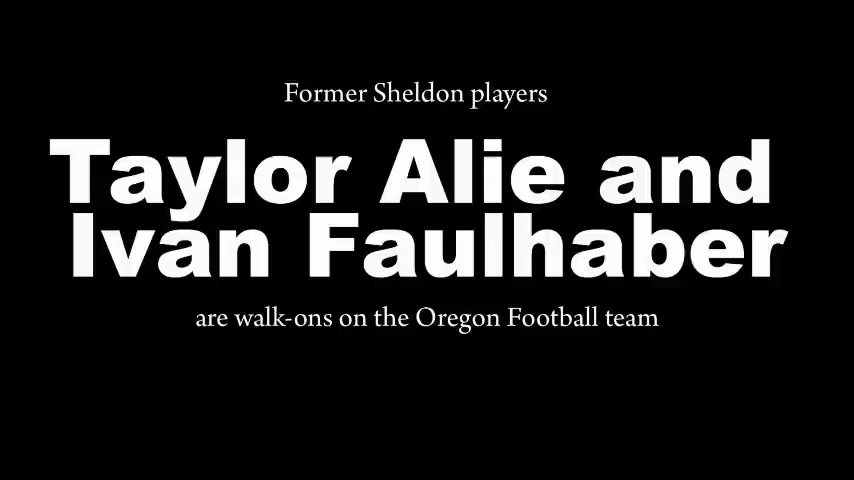 Former Sheldon players
Taylor Alie and
Ivan Faulhaber
are walk-ons on the Oregon Football team